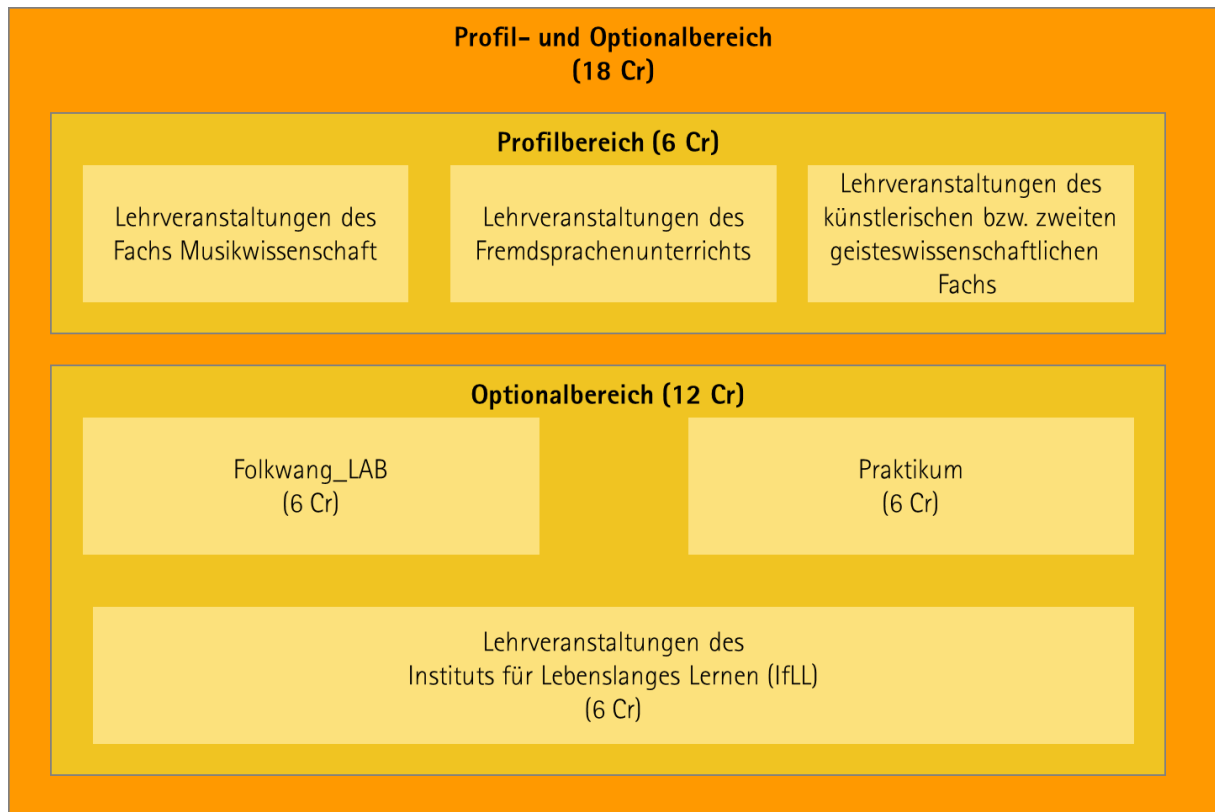 Profil- und Optionalbereich
(18 Cr)
Profilbereich (6 Cr)
Lehrveranstaltungen des
Fachs Musikwissenschaft
Lehrveranstaltungen des
Fremdsprachenunterrichts
Lehrveranstaltungen des
künstlerischen bzw. zweiten
geisteswissenschaftlichen
Fachs
Optionalbereich (12 Cr)
Folkwang_LAB
(6 Cr)
Praktikum
(6 Cr)
Lehrveranstaltungen des
Instituts für Lebenslanges Lernen (IfLL)
(6 Cr)